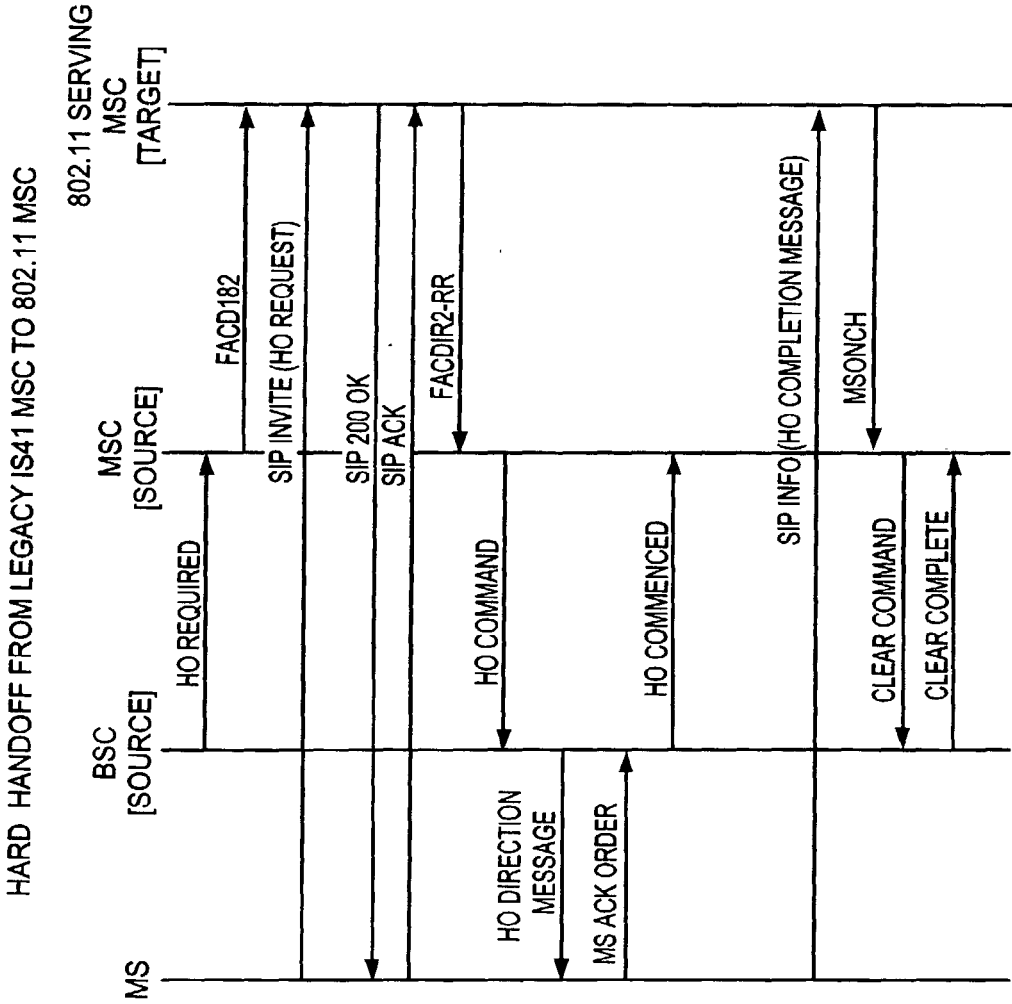 HARD HANDOFF FROM LEGACY IS41 MSC TO 802.11 MSC
MS
BSC
[SOURCE]
MSC
[SOURCE]
802.11 SERVING
MSC
[TARGET]
HO REQUIRED
FACD182
SIP INVITE (HO REQUEST)
SIP 200 OK
SIP ACK
FACDIR2-RR
HO COMMAND
HO DIRECTION
MESSAGE
MS ACK ORDER
HO COMMENCED
SIP INFO (HO COMPLETION MESSAGE)
MSONCH
CLEAR COMMAND
CLEAR COMPLETE